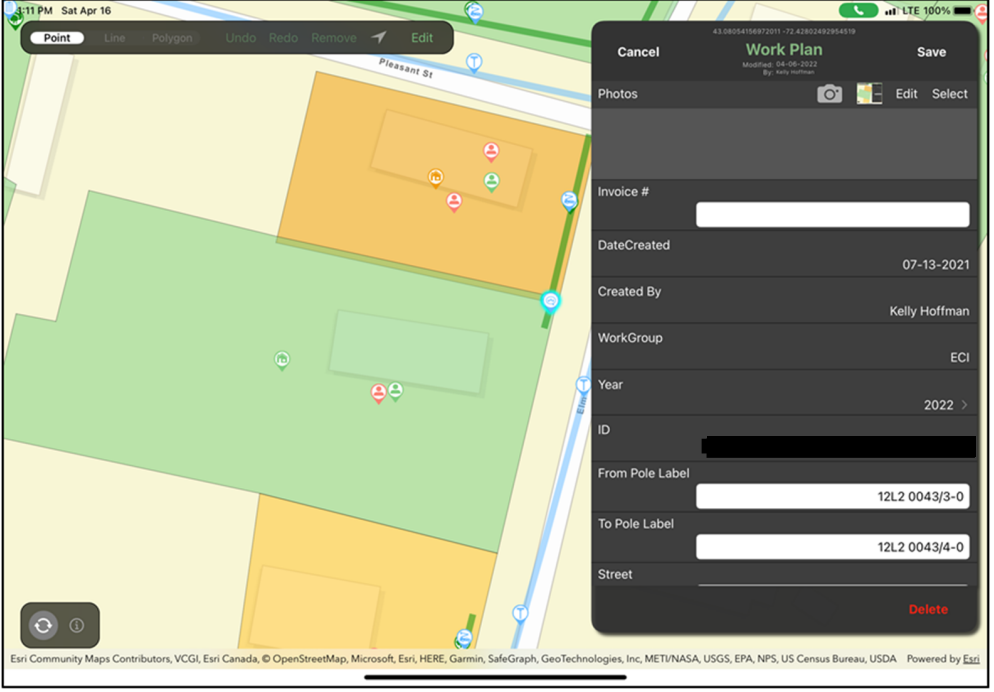 1:11 PM Sat Apr 16
LTE 100%
Point Line Polygon Undo Redo Remove Edit
43.08054156972011 -72.42802492954519
Cancel Work Plan Save
Modified: 04-06-2022
By: Kelly Hoffman
Photos Edit Select
Invoice #
DateCreated
07-13-2021
Created By
Kelly Hoffman
WorkGroup
ECI
Year
2022
ID
From Pole Label
12L2 0043/3-0
To Pole Label
12L2 0043/4-0
Street
Delete
Pleasant St
Elm
Esri Community Maps Contributors, VCGI, Esri Canada, © OpenStreetMap, Microsoft, Esri, HERE, Garmin, SafeGraph, GeoTechnologies, Inc, METI/NASA, USGS, EPA, NPS, US Census Bureau, USDA Powered by Esri